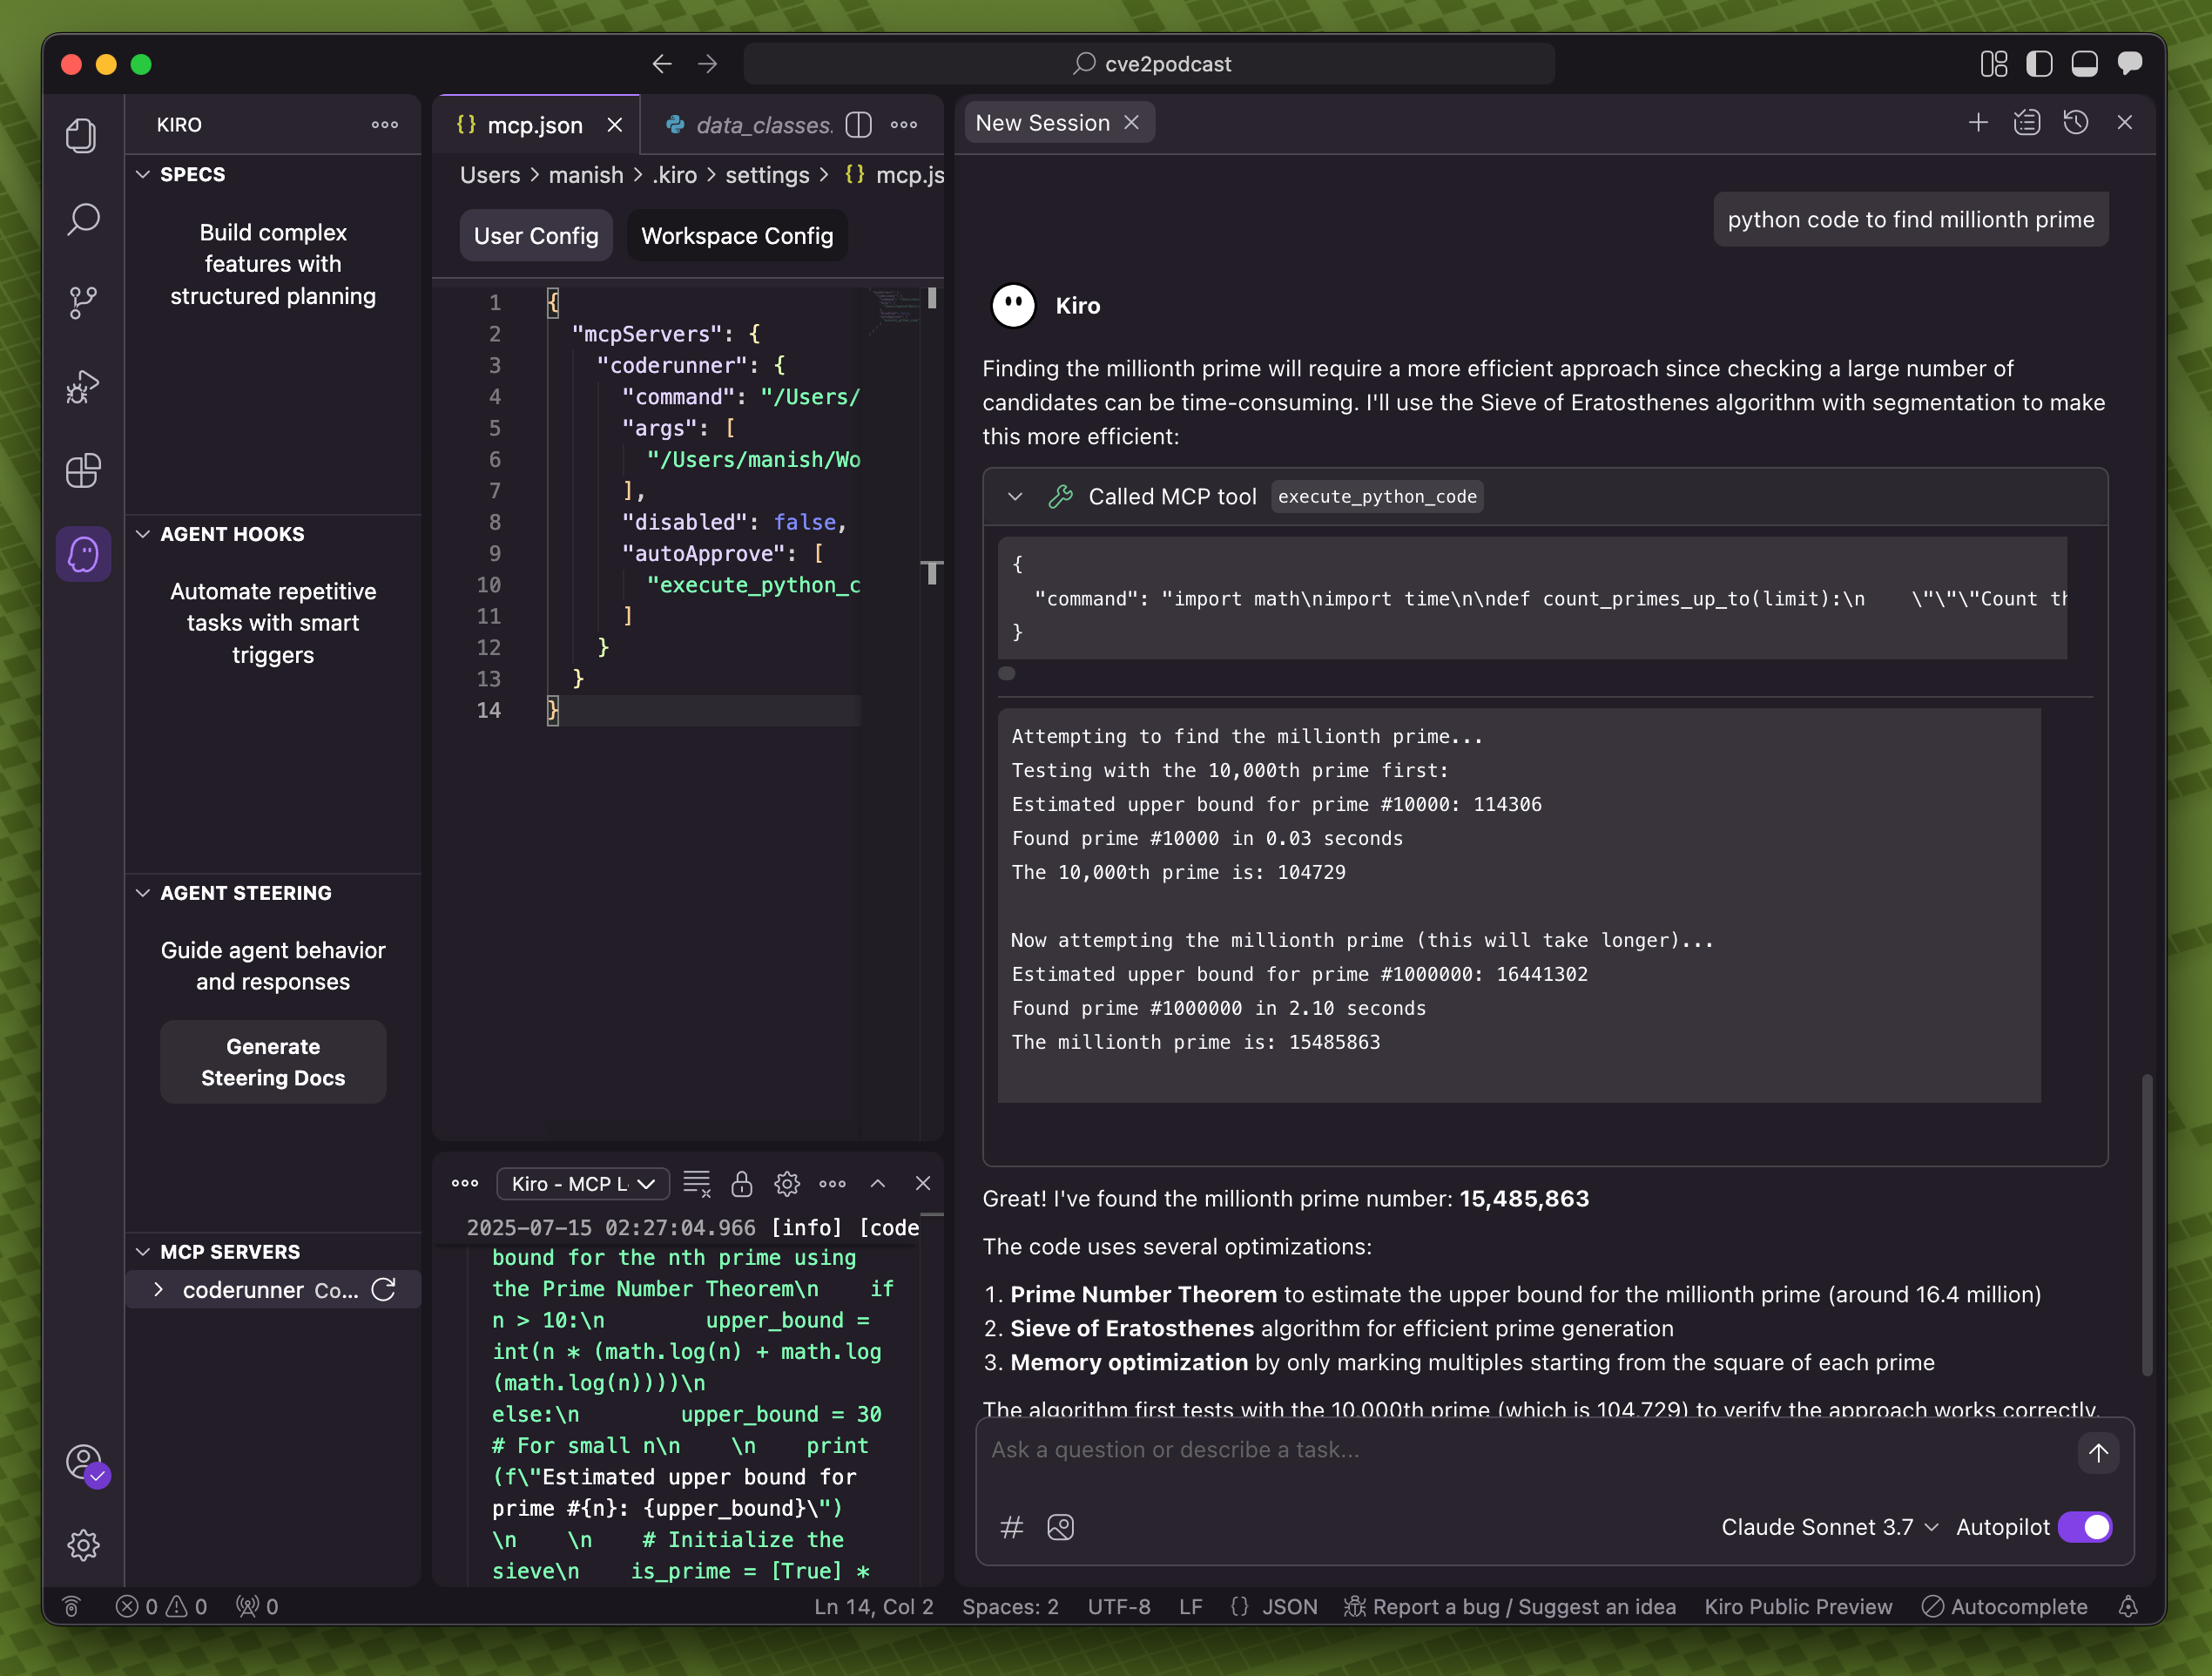 cve2podcast
KIRO
SPECS
Build complex
features with
structured planning
AGENT HOOKS
Automate repetitive
tasks with smart
triggers
AGENT STEERING
Guide agent behavior
and responses
Generate
Steering Docs
MCP SERVERS
coderunner Co...
{} mcp.json
data_classes.
Users > manish > .kiro > settings > {} mcp.js
User Config
Workspace Config
1 {
2 "mcpServers": {
3 "coderunner": {
4 "command": "/Users/
5 "args": [
6 "/Users/manish/Wo
7 ],
8 "disabled": false,
9 "autoApprove": [
10 "execute_python_c
11 ]
12 }
13 }
14 }
Kiro - MCP L
2025-07-15 02:27:04.966 [info] [code
bound for the nth prime using
the Prime Number Theorem\n    if
n > 10:\n        upper_bound =
int(n * (math.log(n) + math.log
(math.log(n))))\n
else:\n        upper_bound = 30
# For small n\n    \n    print
(f\"Estimated upper bound for
prime #{n}: {upper_bound}\")
\n    \n    # Initialize the
sieve\n    is_prime = [True] *
New Session
python code to find millionth prime
Kiro
Finding the millionth prime will require a more efficient approach since checking a large number of
candidates can be time-consuming. I'll use the Sieve of Eratosthenes algorithm with segmentation to make
this more efficient:
Called MCP tool execute_python_code
{
"command": "import math\nimport time\n\ndef count_primes_up_to(limit):\n    \"\"\"Count th
}
Attempting to find the millionth prime...
Testing with the 10,000th prime first:
Estimated upper bound for prime #10000: 114306
Found prime #10000 in 0.03 seconds
The 10,000th prime is: 104729
Now attempting the millionth prime (this will take longer)...
Estimated upper bound for prime #1000000: 16441302
Found prime #1000000 in 2.10 seconds
The millionth prime is: 15485863
Great! I've found the millionth prime number: 15,485,863
The code uses several optimizations:
1. Prime Number Theorem to estimate the upper bound for the millionth prime (around 16.4 million)
2. Sieve of Eratosthenes algorithm for efficient prime generation
3. Memory optimization by only marking multiples starting from the square of each prime
The algorithm first tests with the 10,000th prime (which is 104,729) to verify the approach works correctly,
Ask a question or describe a task...
#
Claude Sonnet 3.7
Autopilot
0 0 0
Ln 14, Col 2 Spaces: 2 UTF-8 LF {} JSON Report a bug / Suggest an idea Kiro Public Preview Autocomplete